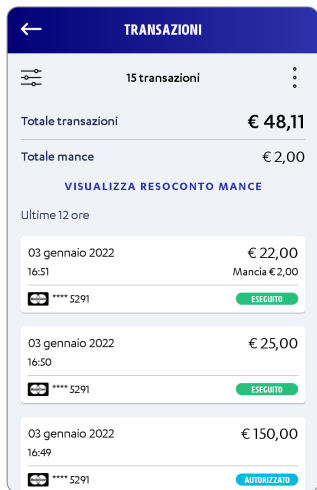 TRANSAZIONI
15 transazioni
Totale transazioni € 48,11
Totale mance € 2,00
VISUALIZZA RESOCONTO MANCE
Ultime 12 ore
03 gennaio 2022 € 22,00
16:51 Mancia € 2,00
**** 5291 ESEGUITO
03 gennaio 2022 € 25,00
16:50
**** 5291 ESEGUITO
03 gennaio 2022 € 150,00
16:49
**** 5291 AUTORIZZATO